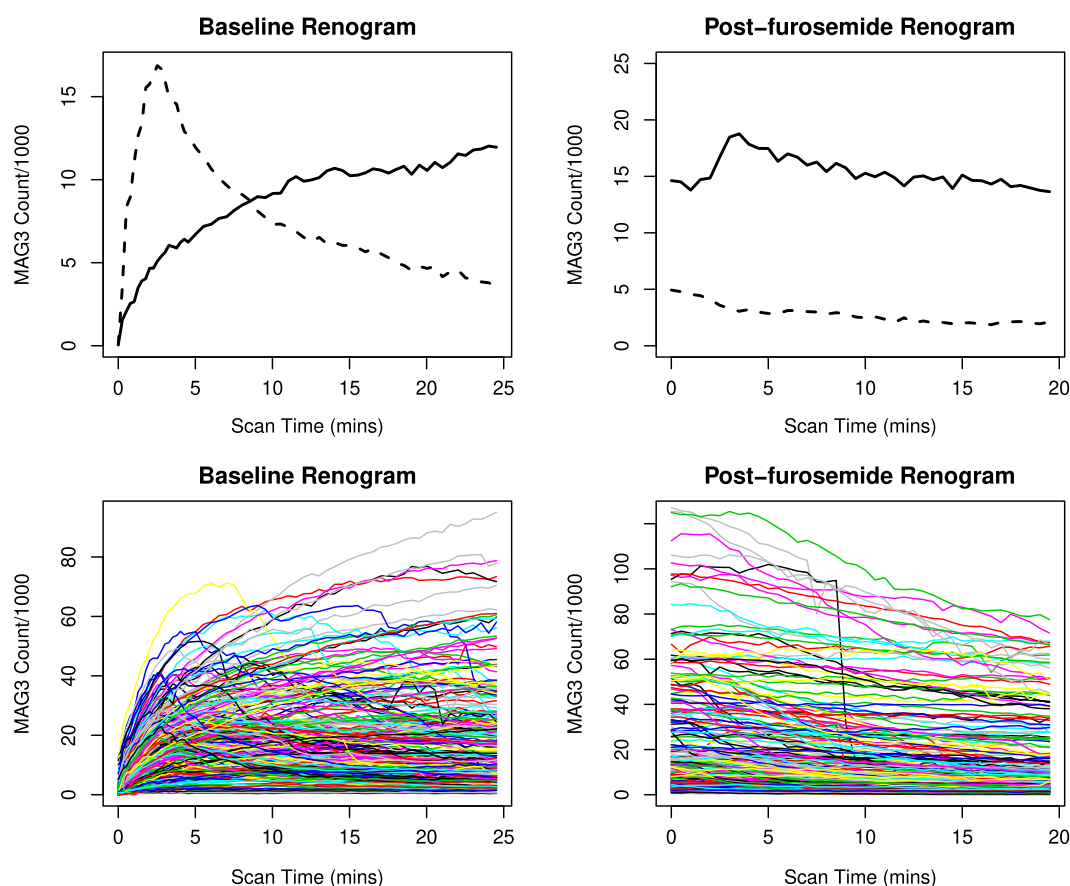 Baseline Renogram
MAG3 Count/1000
0 5 10 15
0 5 10 15 20 25
Scan Time (mins)
Post−furosemide Renogram
MAG3 Count/1000
0 5 10 15 20 25
0 5 10 15 20
Scan Time (mins)
Baseline Renogram
MAG3 Count/1000
0 20 40 60 80
0 5 10 15 20 25
Scan Time (mins)
Post−furosemide Renogram
MAG3 Count/1000
0 20 40 60 80 100
0 5 10 15 20
Scan Time (mins)